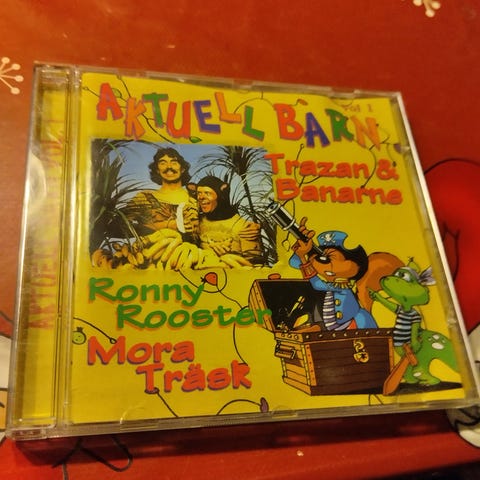 AKTUELL BARN
Vol 1
Trazan &
Banarne
Ronny
Rooster
Mora
Träsk